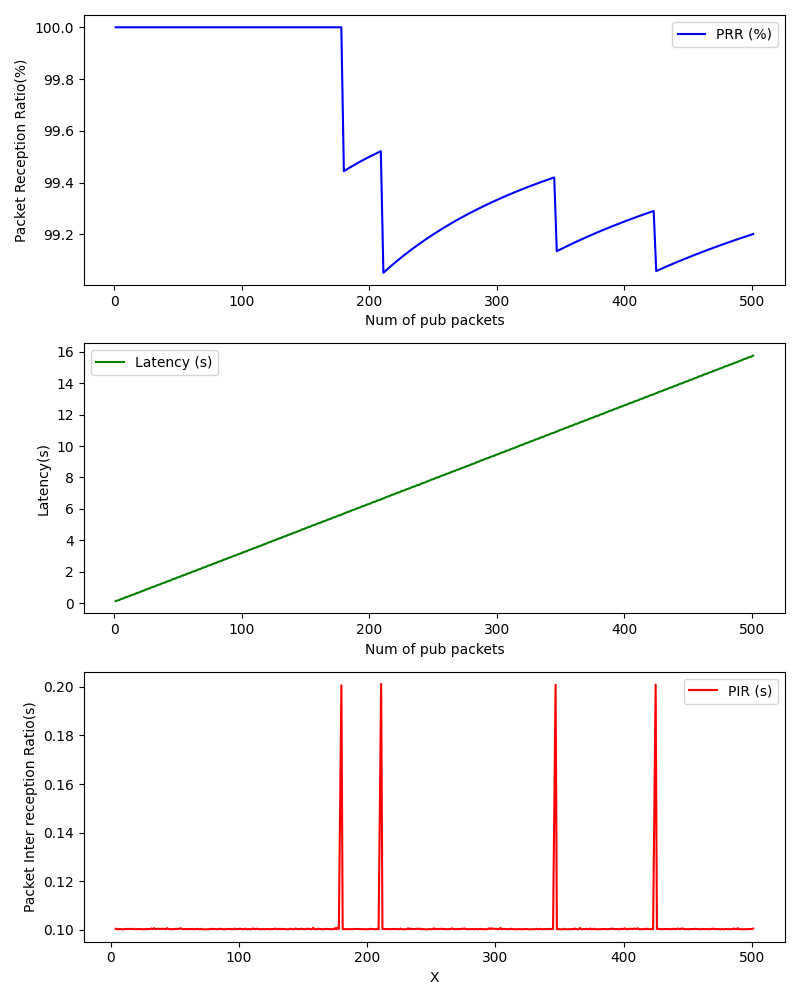 100.0
99.8
99.6
99.4
99.2
Packet Reception Ratio(%)
PRR (%)
0 100 200 300 400 500
Num of pub packets
16
14
12
10
8
6
4
2
0
Latency(s)
Latency (s)
0 100 200 300 400 500
Num of pub packets
0.20
0.18
0.16
0.14
0.12
0.10
Packet Inter reception Ratio(s)
PIR (s)
0 100 200 300 400 500
X